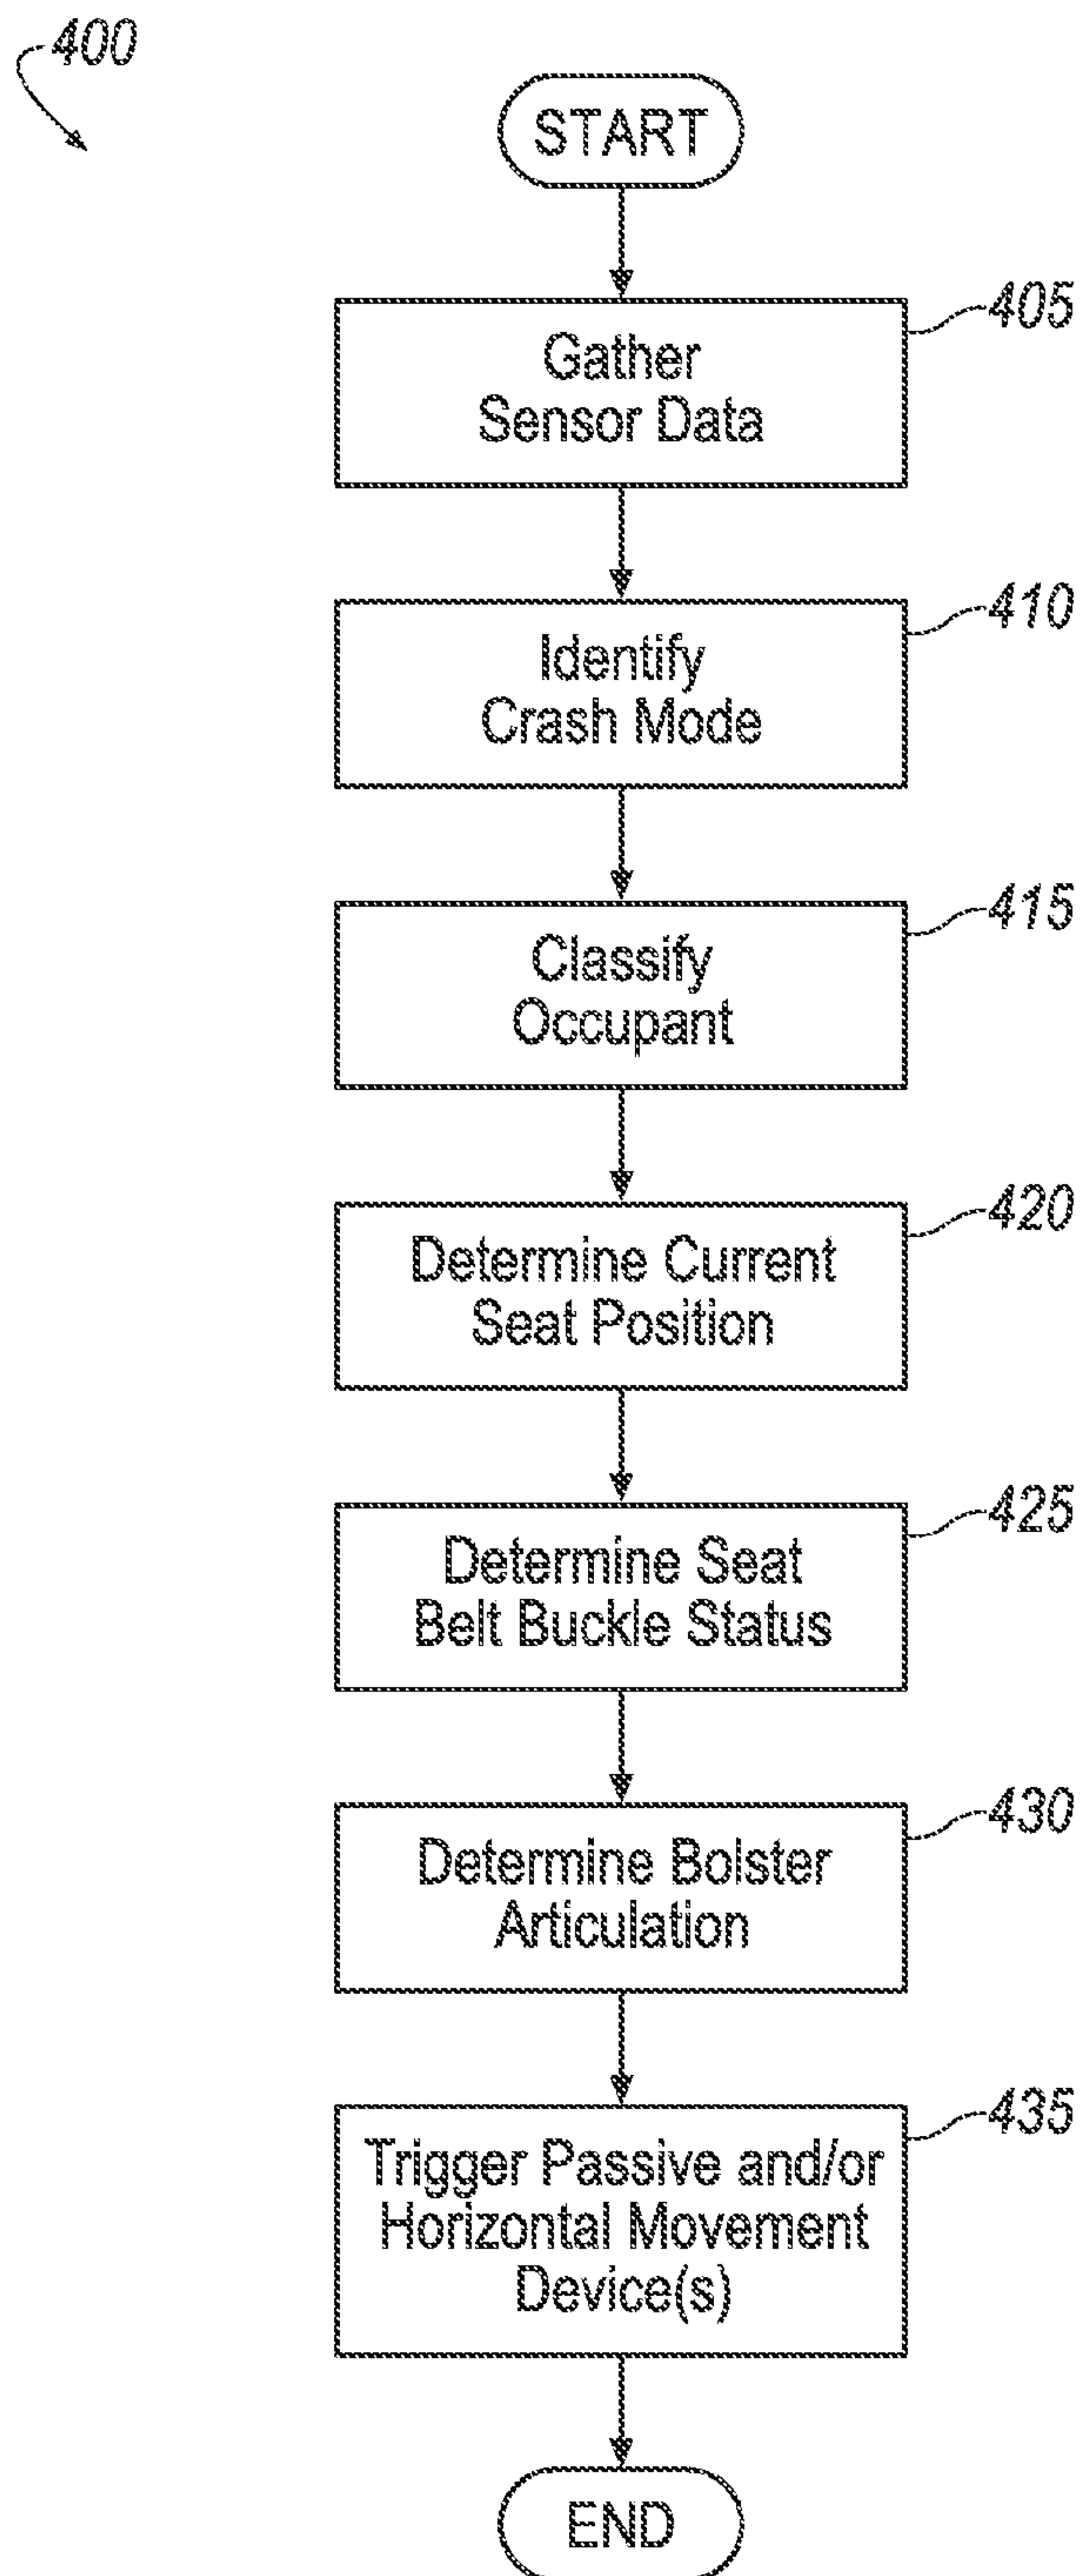 400
START
405
Gather
Sensor Data
410
Identify
Crash Mode
415
Classify
Occupant
420
Determine Current
Seat Position
425
Determine Seat
Belt Buckle Status
430
Determine Bolster
Articulation
435
Trigger Passive and/or
Horizontal Movement
Device(s)
END